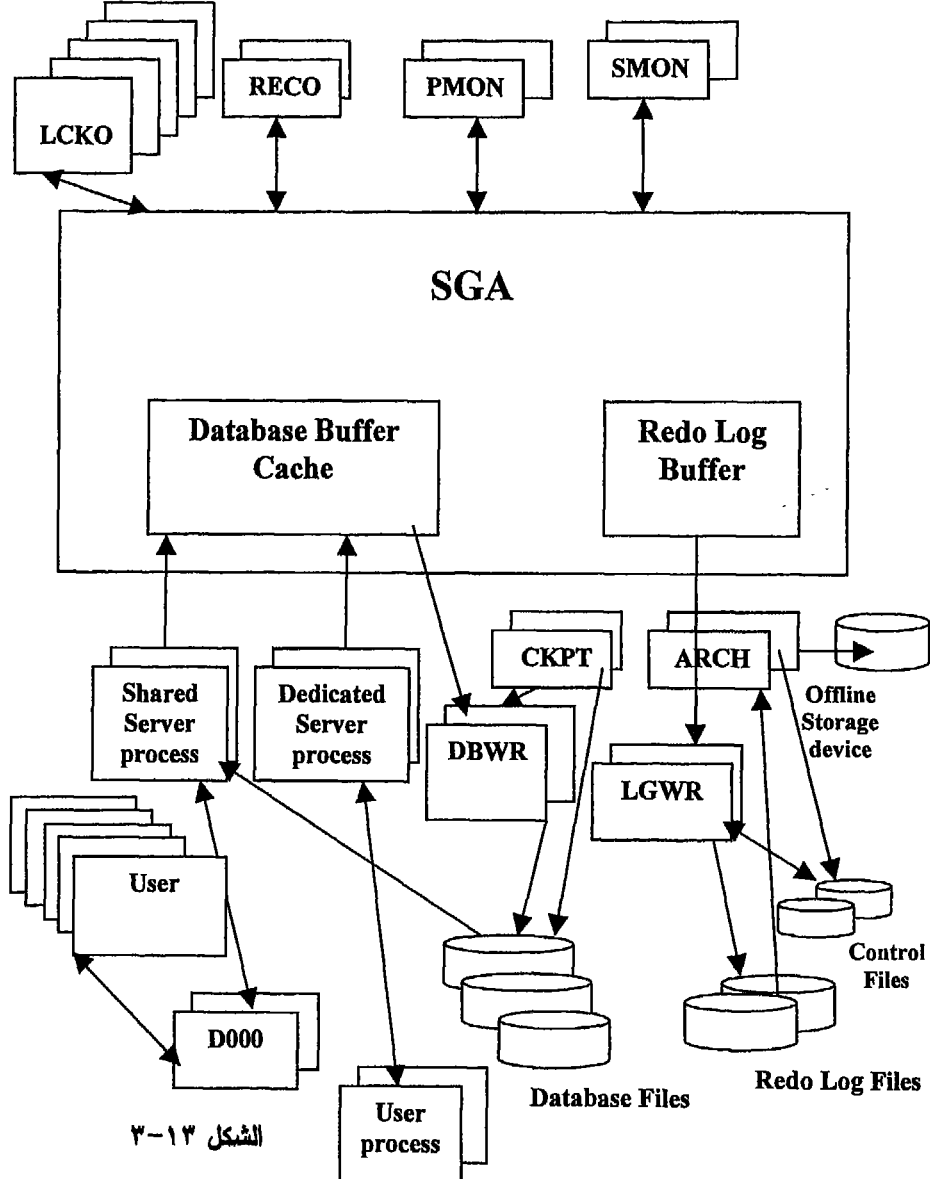 SMON
RECO
PMON
LCKO
SGA
Database Buffer
Cache
Redo Log
Buffer
CKPT
ARCH
Shared
Server
process
Dedicated
Server
process
Offline
Storage
device
DBWR
LGWR
User
Control
Files
D000
Redo Log Files
Database Files
User
process
الشكل ١٣-٣